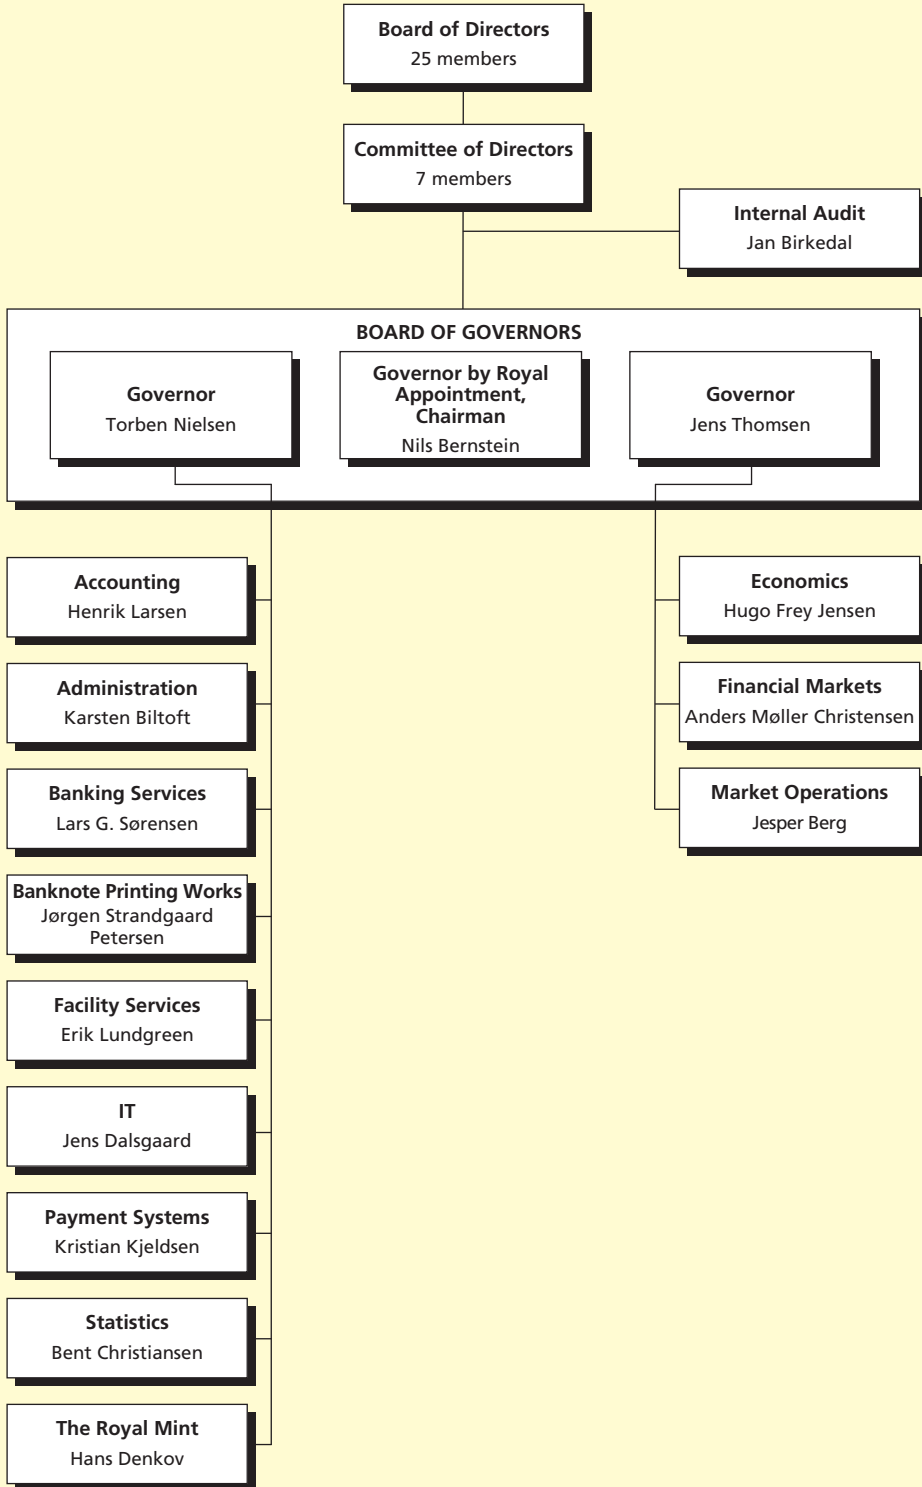 Board of Directors
25 members
Committee of Directors
7 members
Internal Audit
Jan Birkedal
BOARD OF GOVERNORS
Governor
Torben Nielsen
Governor by Royal
Appointment,
Chairman
Nils Bernstein
Governor
Jens Thomsen
Accounting
Henrik Larsen
Administration
Karsten Biltoft
Banking Services
Lars G. Sørensen
Banknote Printing Works
Jørgen Strandgaard
Petersen
Facility Services
Erik Lundgreen
IT
Jens Dalsgaard
Payment Systems
Kristian Kjeldsen
Statistics
Bent Christiansen
The Royal Mint
Hans Denkov
Economics
Hugo Frey Jensen
Financial Markets
Anders Møller Christensen
Market Operations
Jesper Berg